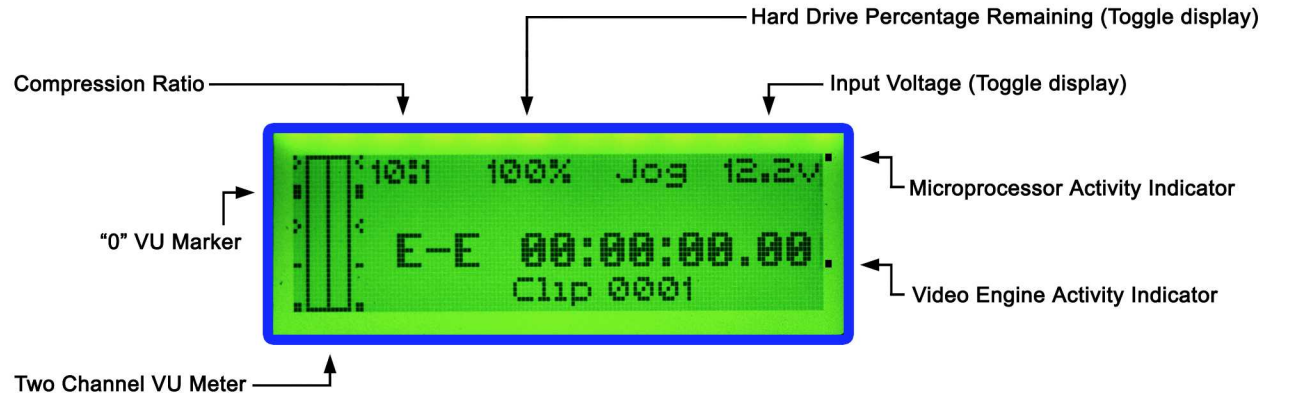 Hard Drive Percentage Remaining (Toggle display)
Compression Ratio
Input Voltage (Toggle display)
10:1 100% Jog 12.2v
Microprocessor Activity Indicator
“0” VU Marker
E-E 00:00:00.00
Clip 0001
Video Engine Activity Indicator
Two Channel VU Meter